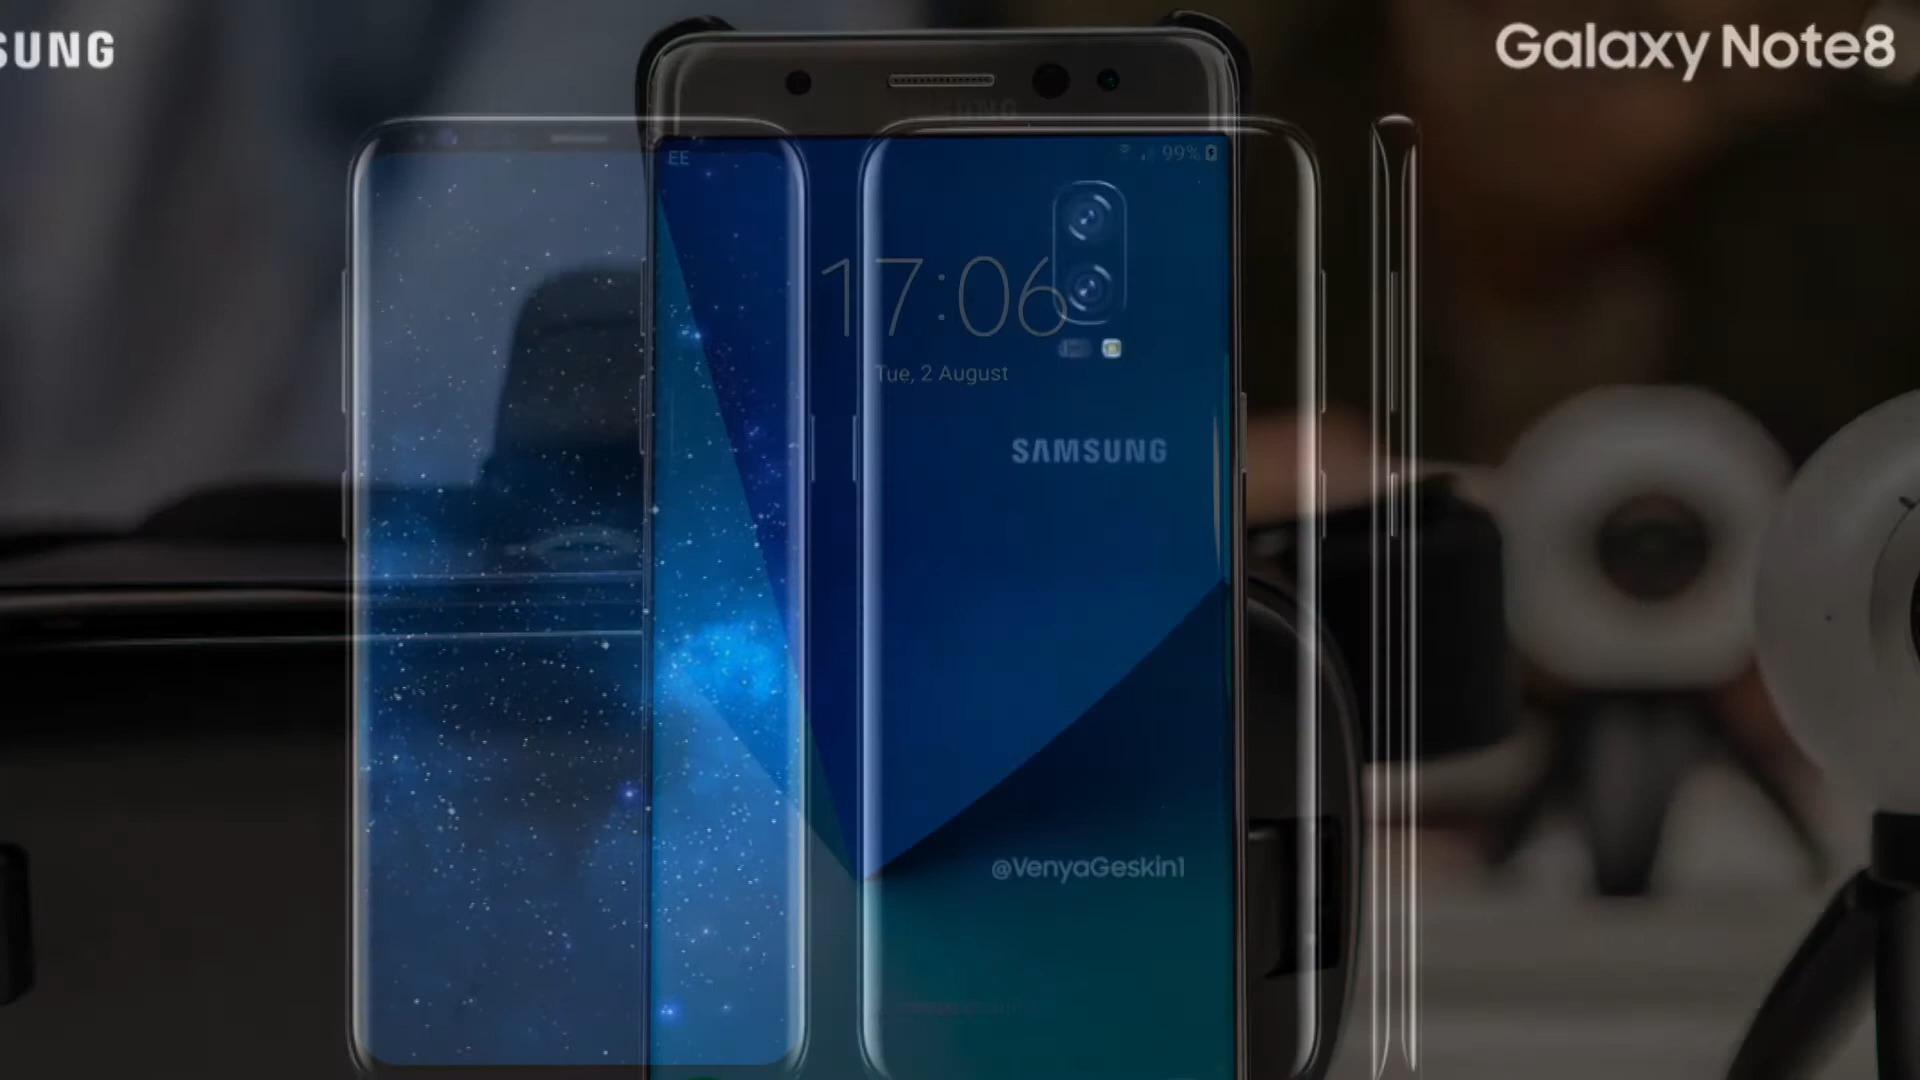 SUNG
Galaxy Note8
EE
99%
17:06
Tue, 2 August
SAMSUNG
@VenyaGeskin1